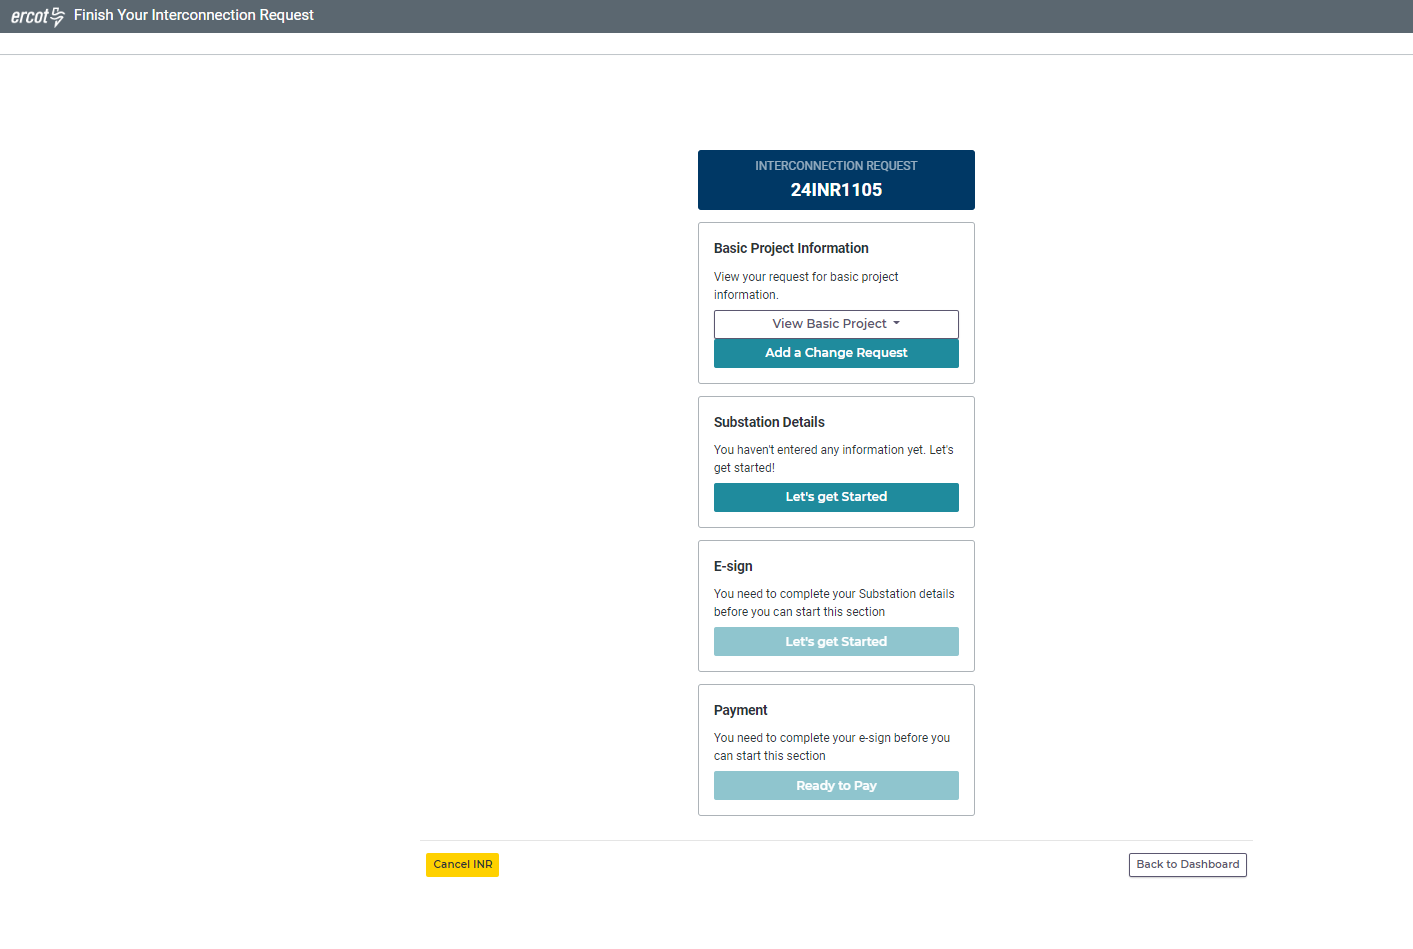 ercot Finish Your Interconnection Request
INTERCONNECTION REQUEST
24INR1105
Basic Project Information
View your request for basic project
information.
View Basic Project
Add a Change Request
Substation Details
You haven't entered any information yet. Let's
get started!
Let's get Started
E-sign
You need to complete your Substation details
before you can start this section
Let's get Started
Payment
You need to complete your e-sign before you
can start this section
Ready to Pay
Cancel INR
Back to Dashboard